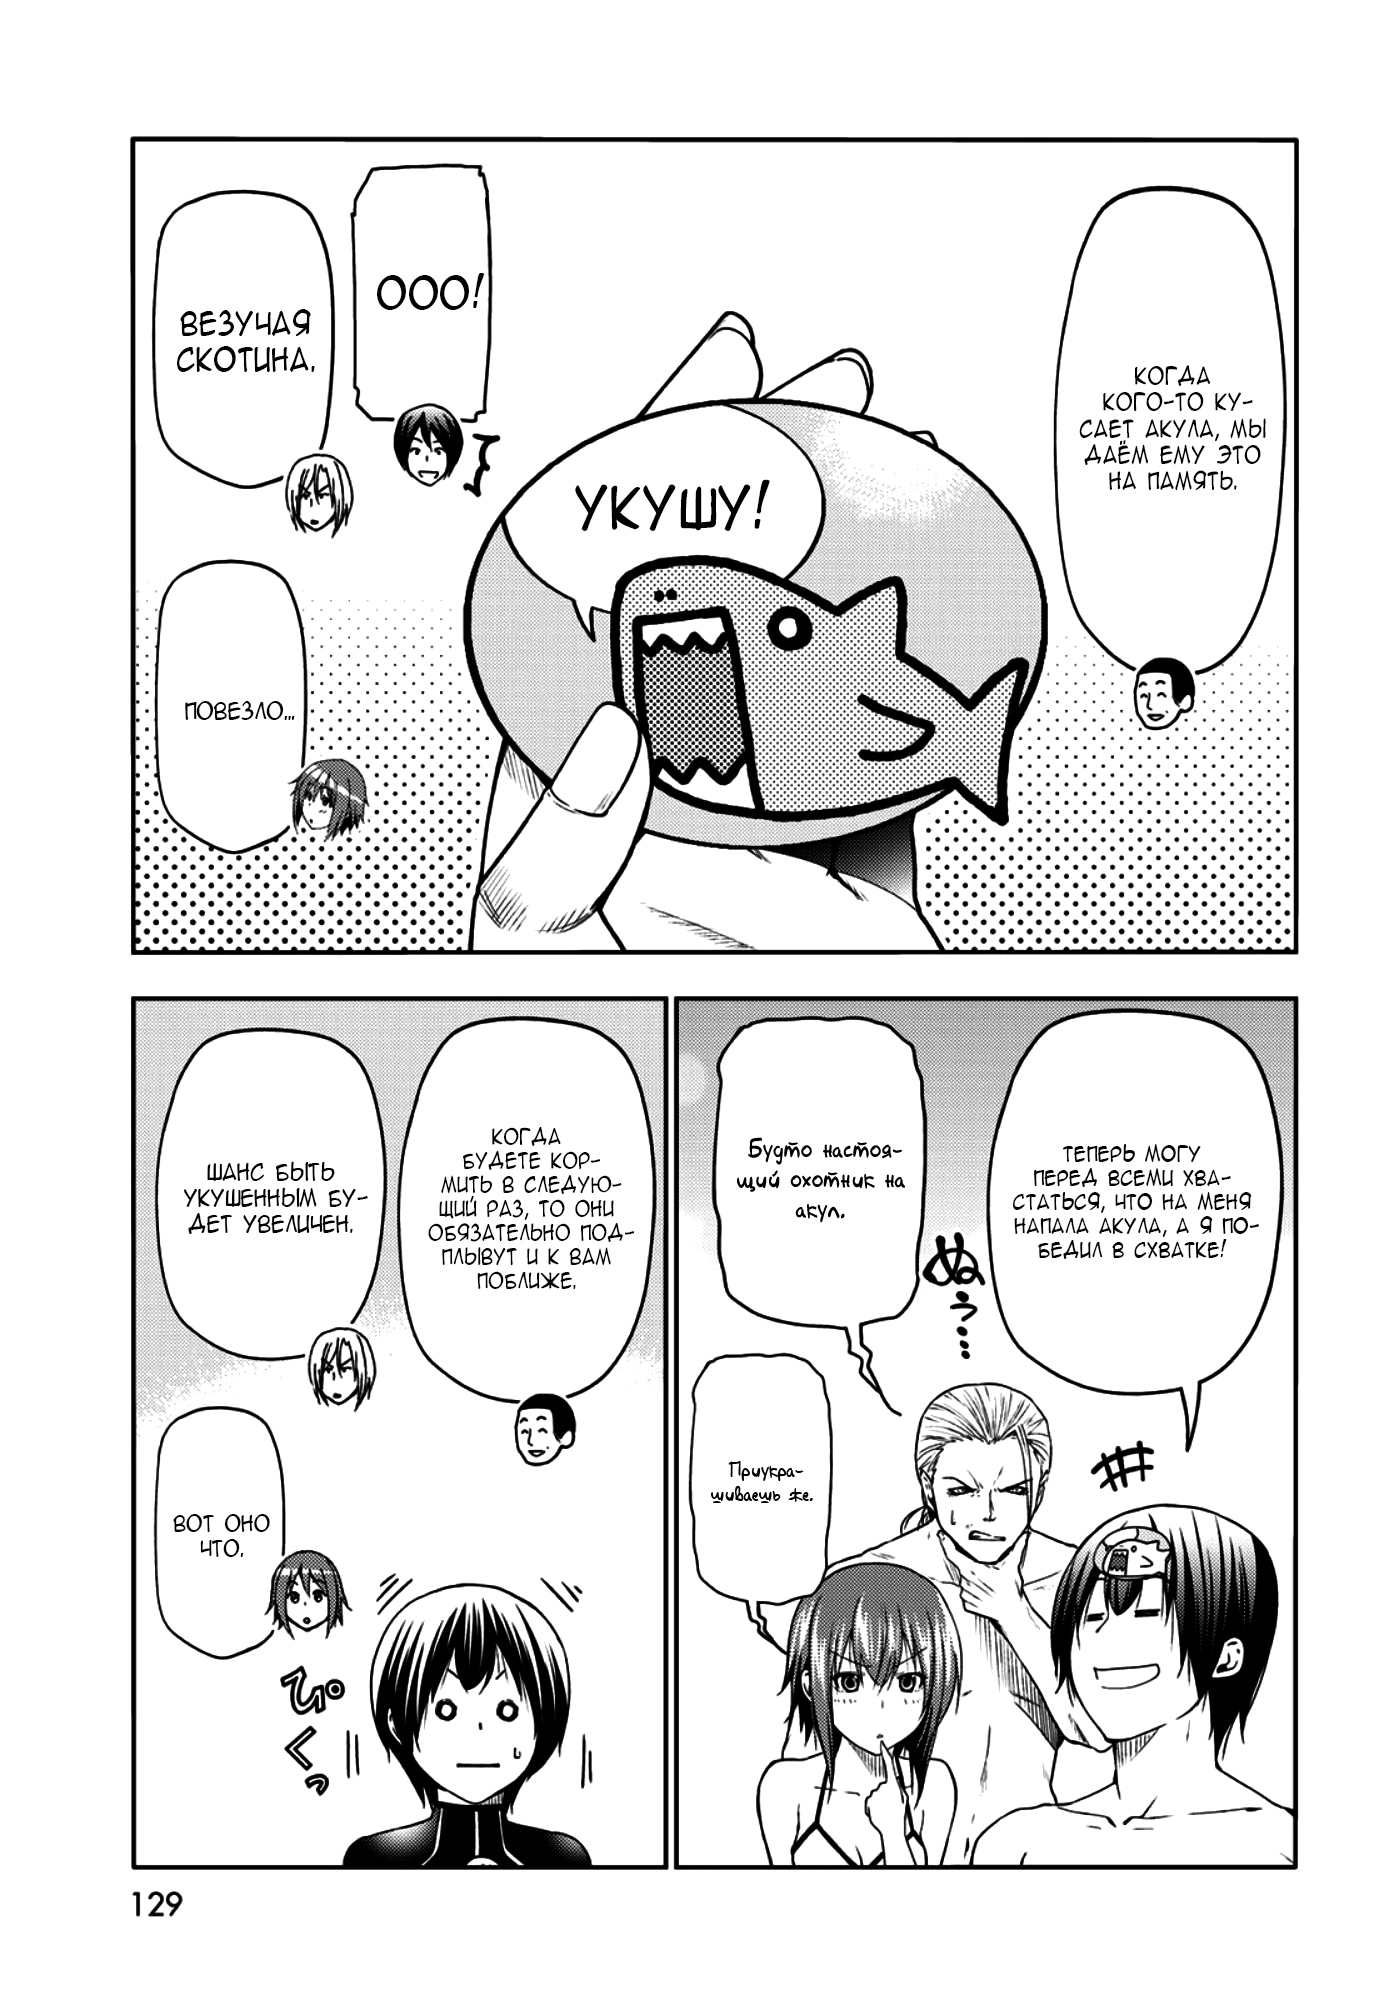 КОГДА
КОГО-ТО КУ-
САЕТ АКУЛА, МЫ
ДАЁМ ЕМУ ЭТО
НА ПАМЯТЬ.
УКУШУ!
ООО!
ВЕЗУЧАЯ
СКОТИНА.
ПОВЕЗЛО...
ТЕПЕРЬ МОГУ
ПЕРЕД ВСЕМИ ХВА-
СТАТЬСЯ, ЧТО НА МЕНЯ
НАПАЛА АКУЛА, А Я ПО-
БЕДИЛ В СХВАТКЕ!
Будто настоя-
щий охотник на
акул.
ぬぅ…
Приукра-
шиваешь же.
КОГДА
БУДЕТЕ КОР-
МИТЬ В СЛЕДУЮ-
ЩИЙ РАЗ, ТО ОНИ
ОБЯЗАТЕЛЬНО ПОД-
ПЛЫВУТ И К ВАМ
ПОБЛИЖЕ.
ШАНС БЫТЬ
УКУШЕННЫМ БУ-
ДЕТ УВЕЛИЧЕН.
ВОТ ОНО
ЧТО.
ぴくっ
129